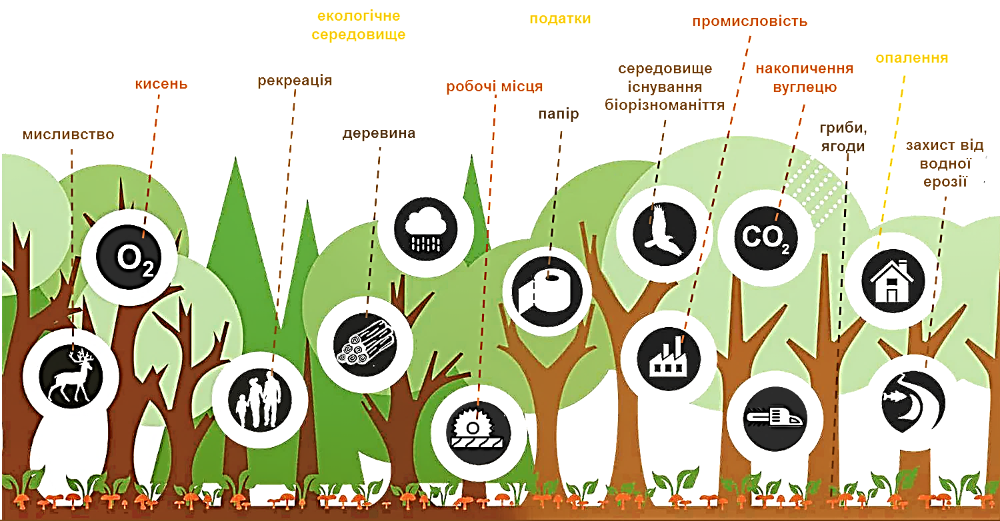 екологічне
середовище
податки
промисловість
опалення
середовище
існування
біорізноманіття
накопичення
вуглецю
кисень
рекреація
робочі місця
папір
гриби,
ягоди
мисливство
деревина
захист від
водної
ерозії
O2
CO2